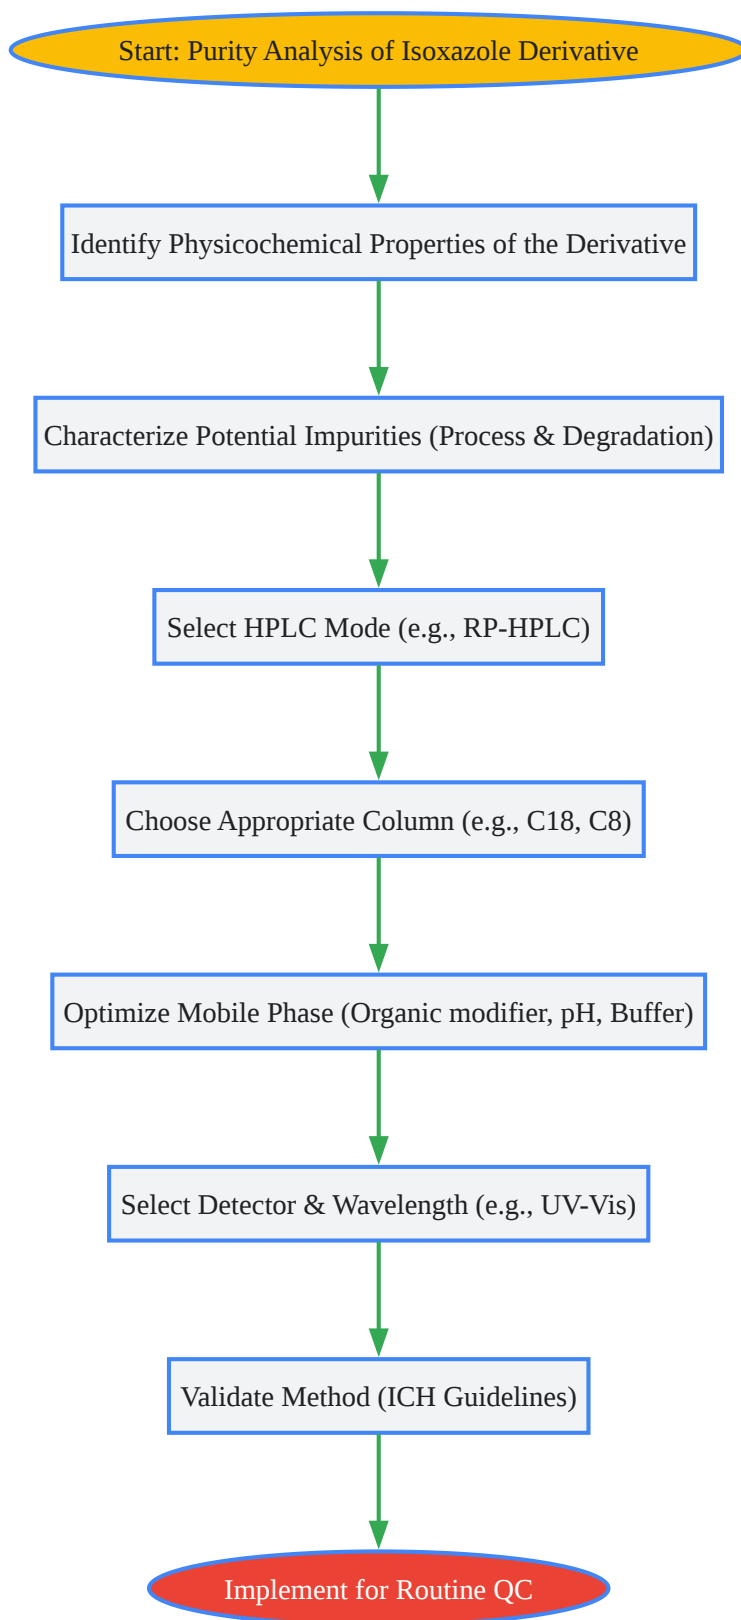 Start: Purity Analysis of Isoxazole Derivative
Identify Physicochemical Properties of the Derivative
Characterize Potential Impurities (Process & Degradation)
Select HPLC Mode (e.g., RP-HPLC)
Choose Appropriate Column (e.g., C18, C8)
Optimize Mobile Phase (Organic modifier, pH, Buffer)
Select Detector & Wavelength (e.g., UV-Vis)
Validate Method (ICH Guidelines)
Implement for Routine QC